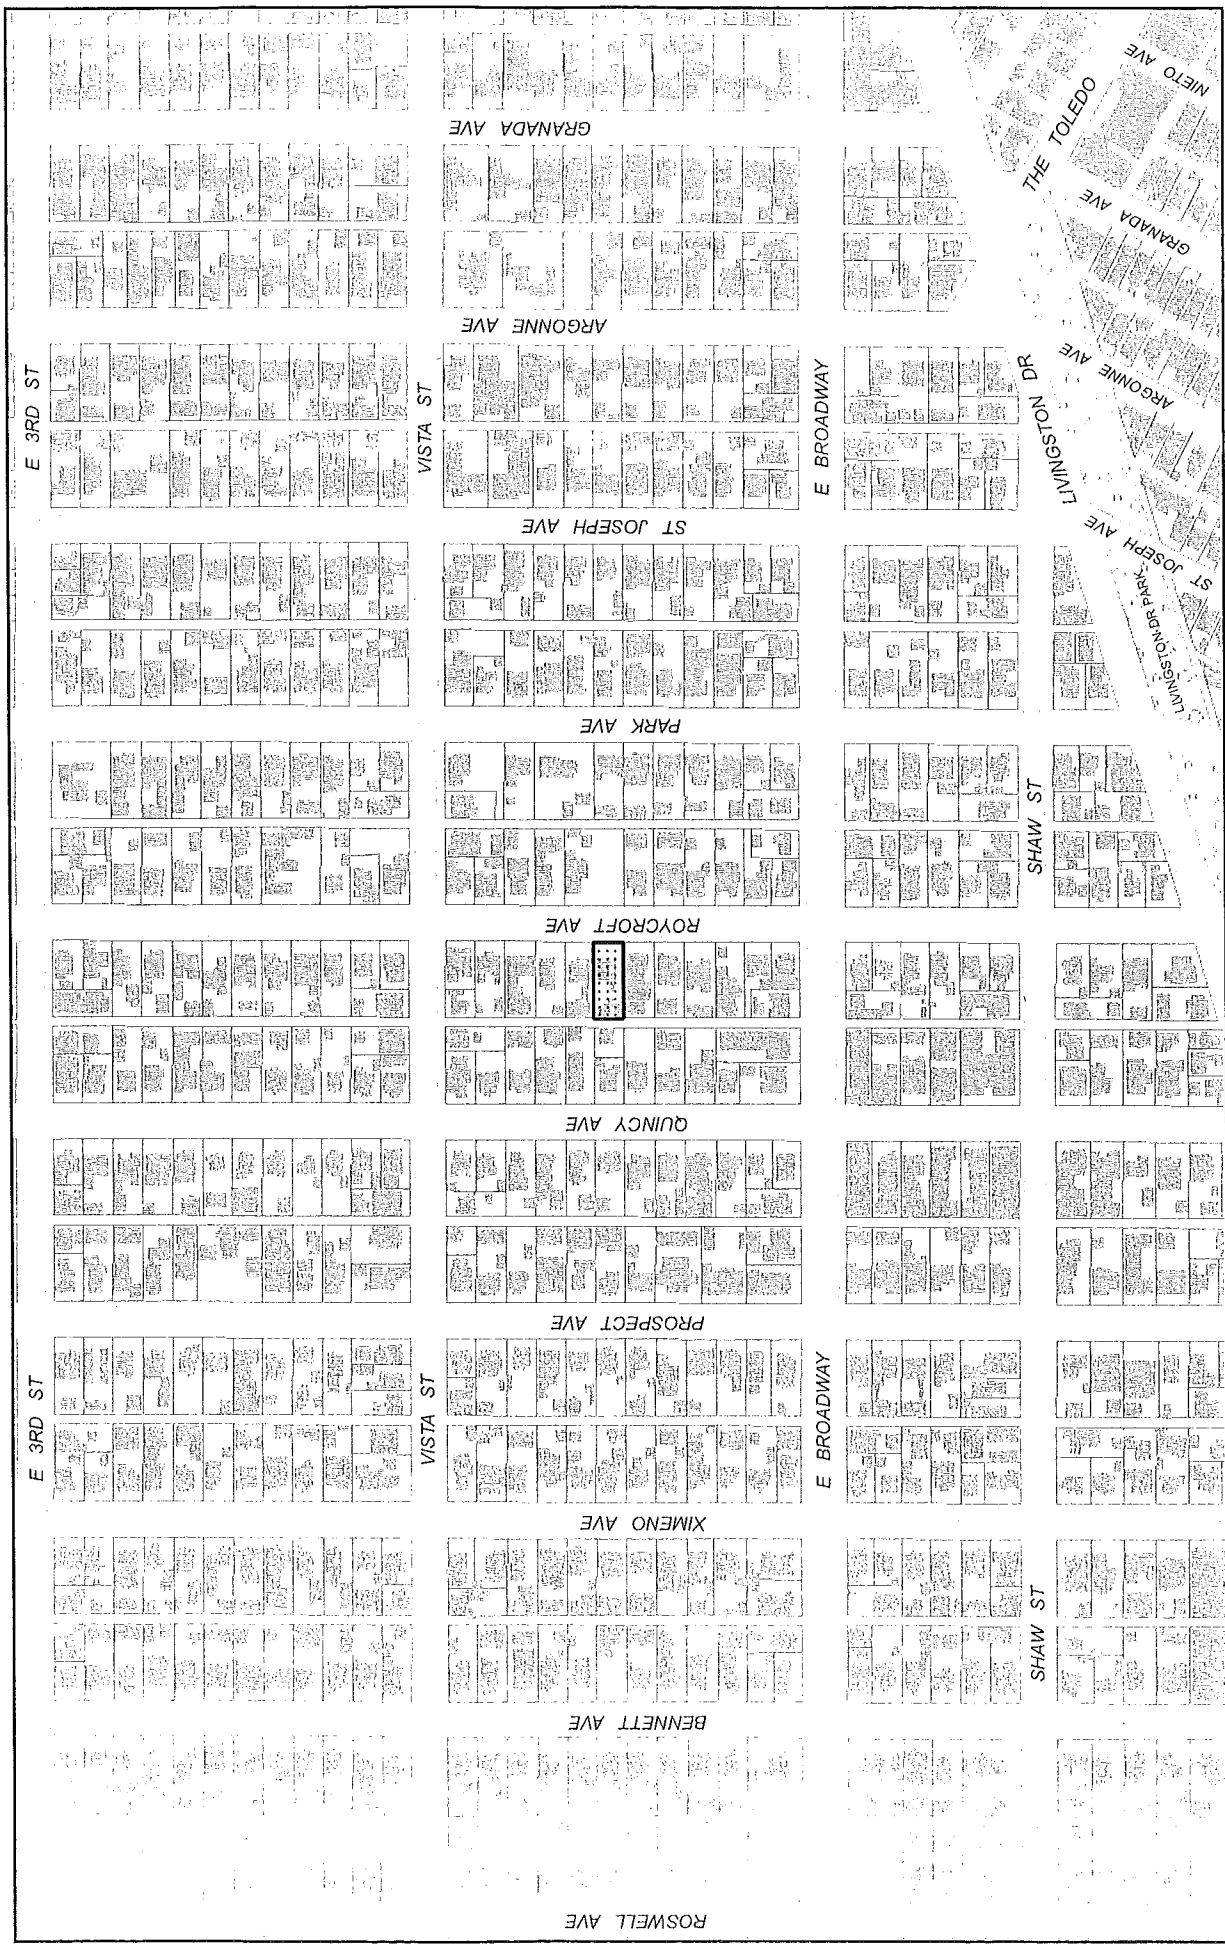 NIETO AVE
THE TOLEDO
GRANADA AVE
GRANADA AVE
ARGONNE AVE
ARGONNE AVE
E 3RD ST
VISTA ST
E BROADWAY
LIVINGSTON DR
ST JOSEPH AVE
ST JOSEPH AVE
LIVINGSTON DR PARK
PARK AVE
SHAW ST
ROYCROFT AVE
QUINCY AVE
PROSPECT AVE
E 3RD ST
VISTA ST
E BROADWAY
XIMENO AVE
SHAW ST
BENNETT AVE
ROSWELL AVE